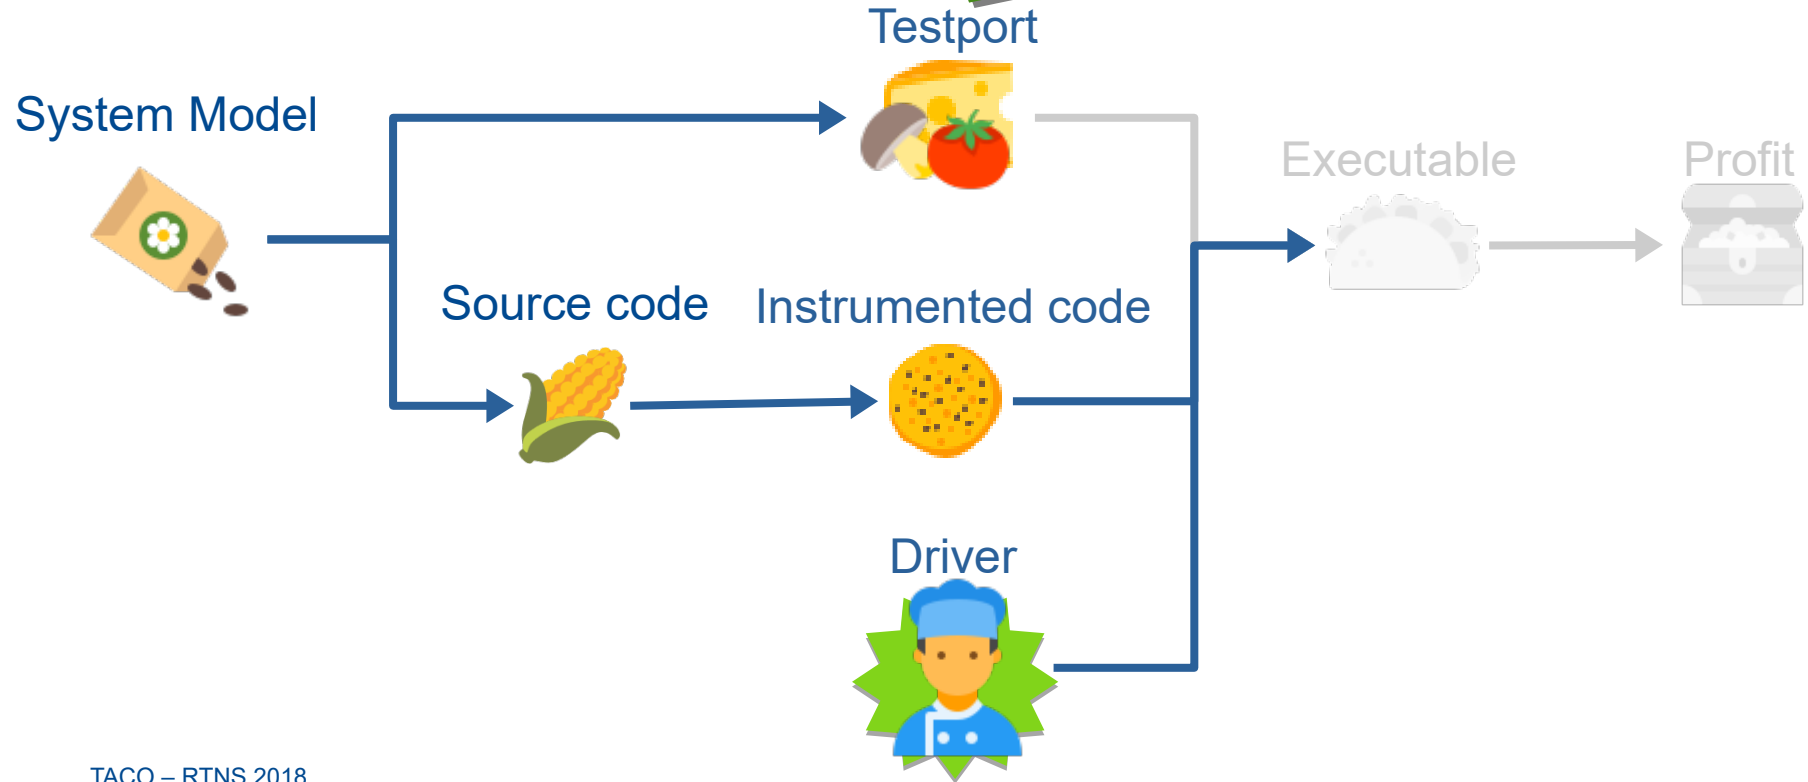 Testport
System Model
Executable
Profit
Source code
Instrumented code
Driver
TACO – RTNS 2018